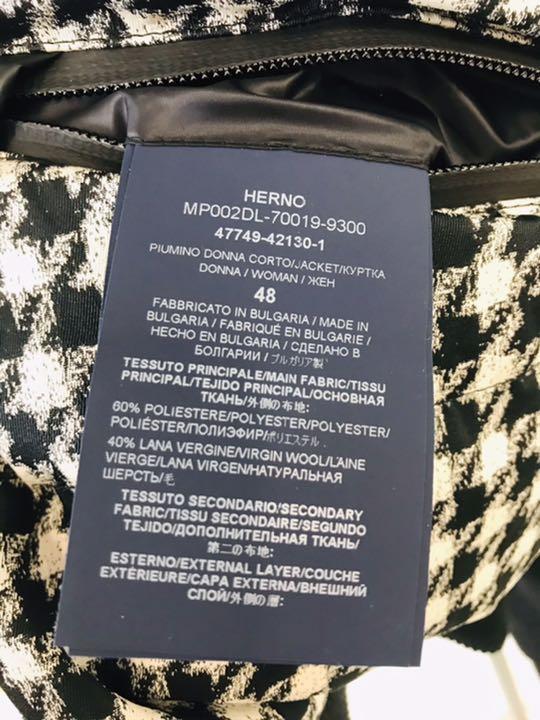 HERNO
MP002DL-70019-9300
47749-42130-1
PIUMINO DONNA CORTO/JACKET/КУРТКА
DONNA / WOMAN / ЖЕН
48
FABBRICATO IN BULGARIA / MADE IN
BULGARIA / FABRIQUÉ EN BULGARIE /
HECHO EN BULGARIA / СДЕЛАНО В
БОЛГАРИИ / ブルガリア製
TESSUTO PRINCIPALE/MAIN FABRIC/TISSU
PRINCIPAL/TEJIDO PRINCIPAL/ОСНОВНАЯ
ТКАНЬ/外側の布地:
60% POLIESTERE/POLYESTER/POLYESTER/
POLIÉSTER/ПОЛИЭФИР/ポリエステル
40% LANA VERGINE/VIRGIN WOOL/LAINE
VIERGE/LANA VIRGEN/НАТУРАЛЬНАЯ
ШЕРСТЬ/毛
TESSUTO SECONDARIO/SECONDARY
FABRIC/TISSU SECONDAIRE/SEGUNDO
TEJIDO/ДОПОЛНИТЕЛЬНАЯ ТКАНЬ/
第二の布地:
ESTERNO/EXTERNAL LAYER/COUCHE
EXTÉRIEURE/CAPA EXTERNA/ВНЕШНИЙ
СЛОЙ/外側の層: